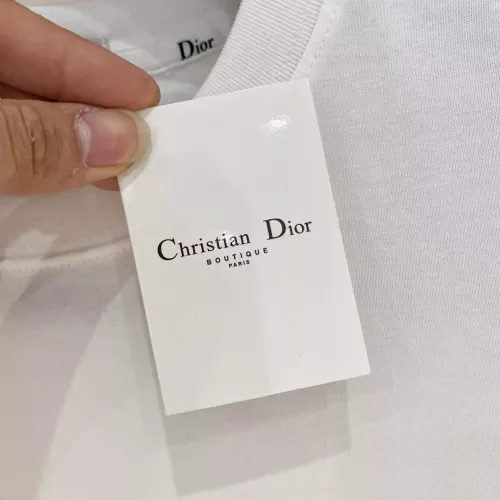 Dior
Christian Dior
BOUTIQUE
PARIS